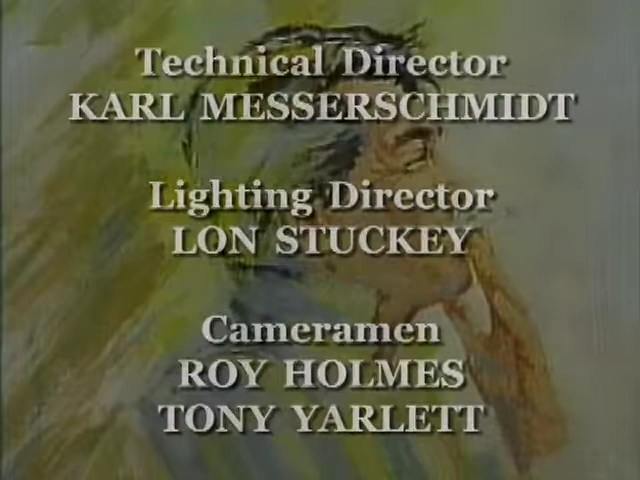 Technical Director
KARL MESSERSCHMIDT
Lighting Director
LON STUCKEY
Cameramen
ROY HOLMES
TONY YARLETT